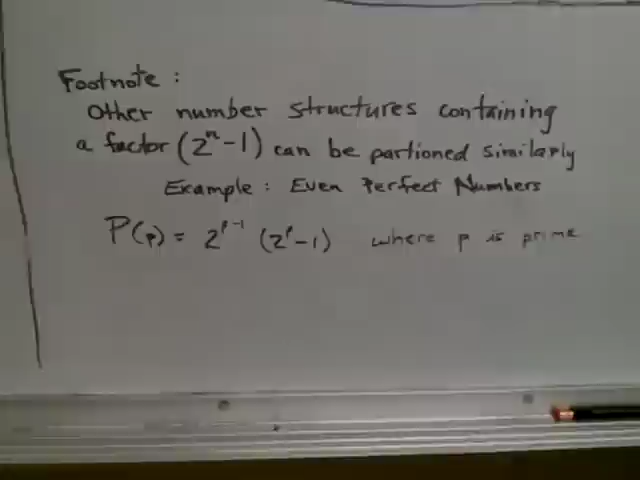 Footnote :
Other number structures containing
a factor (2ⁿ-1) can be partioned similarly
Example : Even Perfect Numbers
P(p) = 2ᵖ⁻¹ (2ᵖ-1) where p is prime